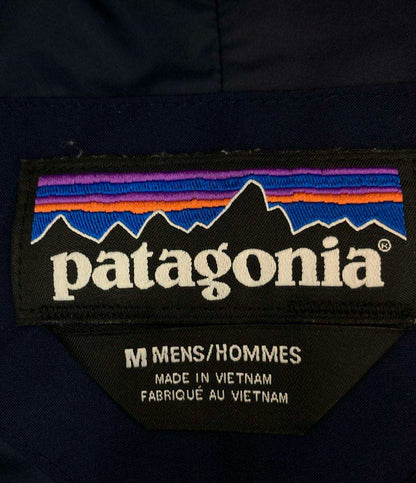 patagonia®
M MENS/HOMMES
MADE IN VIETNAM
FABRIQUÉ AU VIETNAM